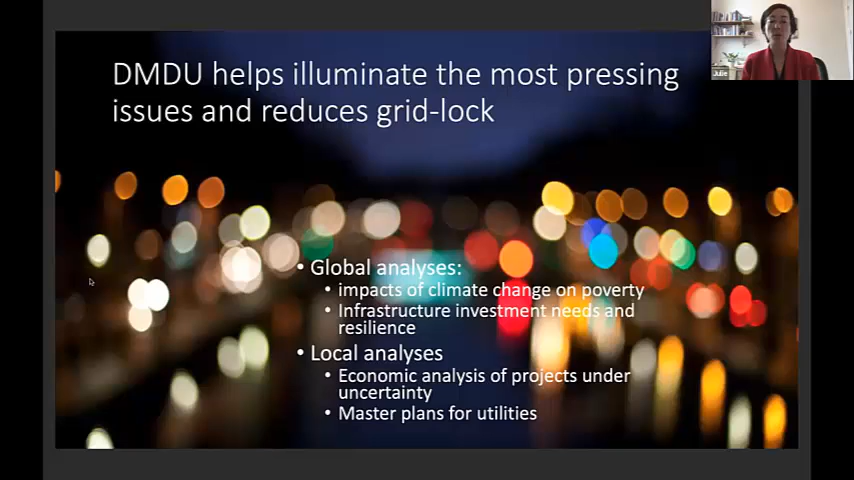 DMDU helps illuminate the most pressing
issues and reduces grid-lock
Julie
• Global analyses:
• impacts of climate change on poverty
• Infrastructure investment needs and
resilience
• Local analyses
• Economic analysis of projects under
uncertainty
• Master plans for utilities